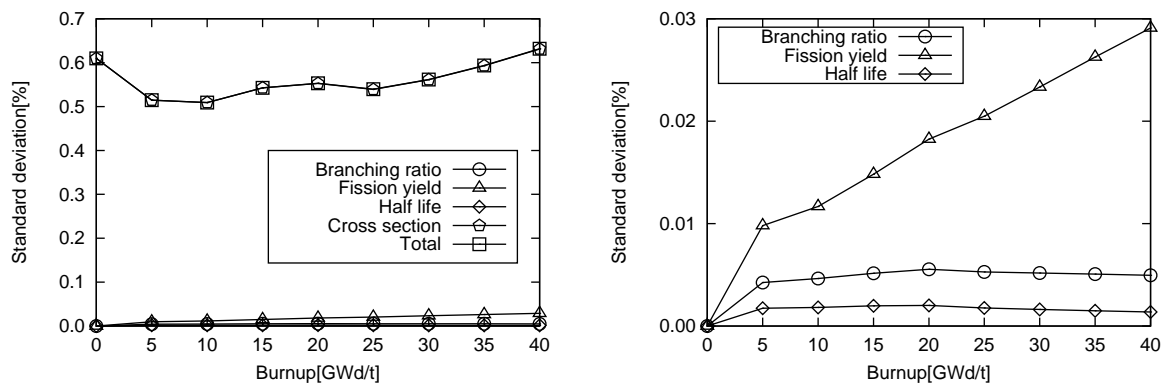 0.7
0.6
0.5
0.4
0.3
0.2
0.1
0.0
Standard deviation[%]
Branching ratio
Fission yield
Half life
Cross section
Total
0 5 10 15 20 25 30 35 40
Burnup[GWd/t]
0.03
0.02
0.01
0.00
Standard deviation[%]
Branching ratio
Fission yield
Half life
0 5 10 15 20 25 30 35 40
Burnup[GWd/t]